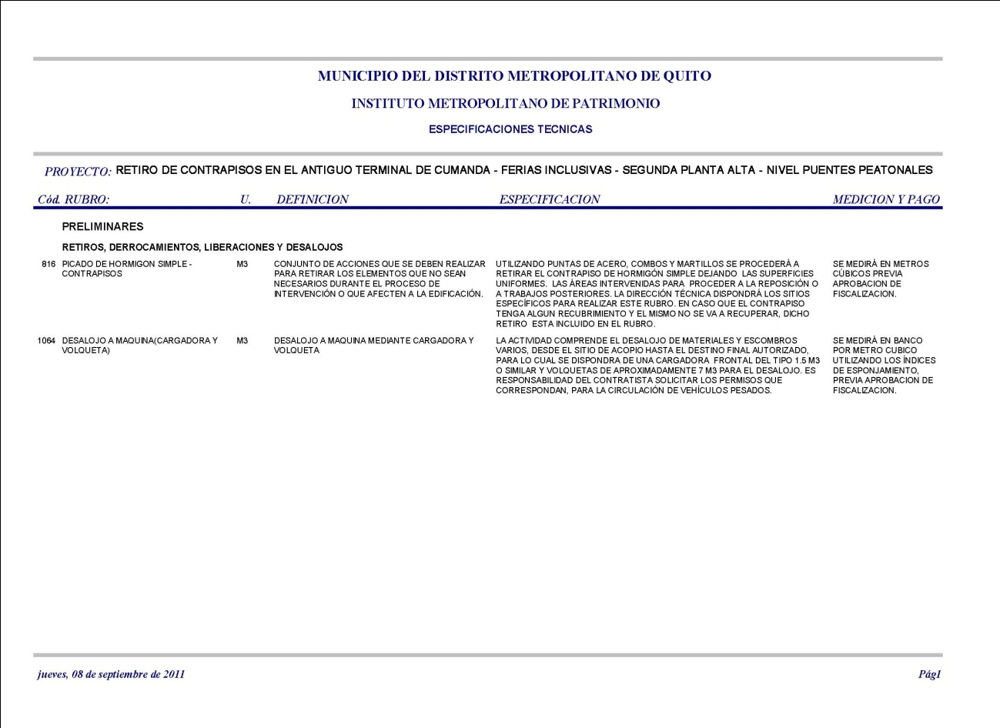 MUNICIPIO DEL DISTRITO METROPOLITANO DE QUITO
INSTITUTO METROPOLITANO DE PATRIMONIO
ESPECIFICACIONES TECNICAS
PROYECTO: RETIRO DE CONTRAPISOS EN EL ANTIGUO TERMINAL DE CUMANDA - FERIAS INCLUSIVAS - SEGUNDA PLANTA ALTA - NIVEL PUENTES PEATONALES
Cód. RUBRO: U. DEFINICION ESPECIFICACION MEDICION Y PAGO
PRELIMINARES
RETIROS, DERROCAMIENTOS, LIBERACIONES Y DESALOJOS
816 PICADO DE HORMIGON SIMPLE -
CONTRAPISOS
M3
CONJUNTO DE ACCIONES QUE SE DEBEN REALIZAR
PARA RETIRAR LOS ELEMENTOS QUE NO SEAN
NECESARIOS DURANTE EL PROCESO DE
INTERVENCIÓN O QUE AFECTEN A LA EDIFICACIÓN.
UTILIZANDO PUNTAS DE ACERO, COMBOS Y MARTILLOS SE PROCEDERÁ A
RETIRAR EL CONTRAPISO DE HORMIGÓN SIMPLE DEJANDO LAS SUPERFICIES
UNIFORMES. LAS ÁREAS INTERVENIDAS PARA PROCEDER A LA REPOSICIÓN O
A TRABAJOS POSTERIORES. LA DIRECCIÓN TÉCNICA DISPONDRÁ LOS SITIOS
ESPECÍFICOS PARA REALIZAR ESTE RUBRO. EN CASO QUE EL CONTRAPISO
TENGA ALGUN RECUBRIMIENTO Y EL MISMO NO SE VA A RECUPERAR, DICHO
RETIRO ESTA INCLUIDO EN EL RUBRO.
SE MEDIRÁ EN METROS
CÚBICOS PREVIA
APROBACION DE
FISCALIZACION.
1064 DESALOJO A MAQUINA(CARGADORA Y
VOLQUETA)
M3
DESALOJO A MAQUINA MEDIANTE CARGADORA Y
VOLQUETA
LA ACTIVIDAD COMPRENDE EL DESALOJO DE MATERIALES Y ESCOMBROS
VARIOS, DESDE EL SITIO DE ACOPIO HASTA EL DESTINO FINAL AUTORIZADO,
PARA LO CUAL SE DISPONDRA DE UNA CARGADORA FRONTAL DEL TIPO 1.5 M3
O SIMILAR Y VOLQUETAS DE APROXIMADAMENTE 7 M3 PARA EL DESALOJO. ES
RESPONSABILIDAD DEL CONTRATISTA SOLICITAR LOS PERMISOS QUE
CORRESPONDAN, PARA LA CIRCULACIÓN DE VEHÍCULOS PESADOS.
SE MEDIRÁ EN BANCO
POR METRO CUBICO
UTILIZANDO LOS ÍNDICES
DE ESPONJAMIENTO,
PREVIA APROBACION DE
FISCALIZACION.
jueves, 08 de septiembre de 2011 Pág1